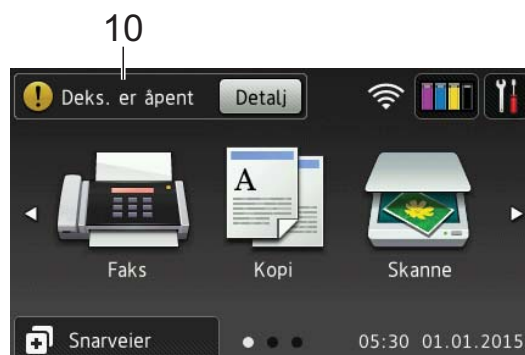 10
Deks. er åpent Detalj
A
Faks Kopi Skanne
Snarveier 05:30 01.01.2015